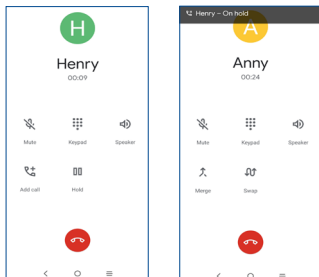 H
Henry
00:09
Mute Keypad Speaker
Add call Hold
Henry – On hold
A
Anny
00:24
Mute Keypad Speaker
Merge Swap